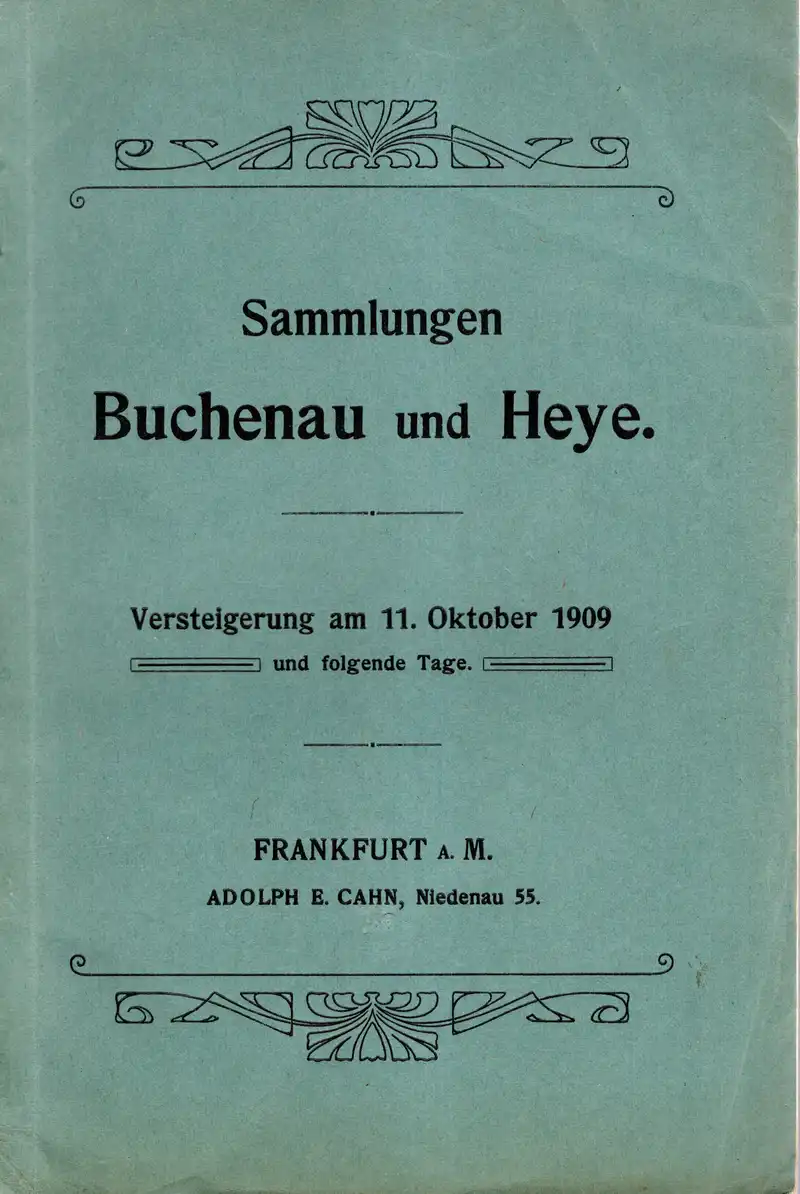 Sammlungen
Buchenau und Heye.
Versteigerung am 11. Oktober 1909
und folgende Tage.
FRANKFURT A. M.
ADOLPH E. CAHN, Niedenau 55.